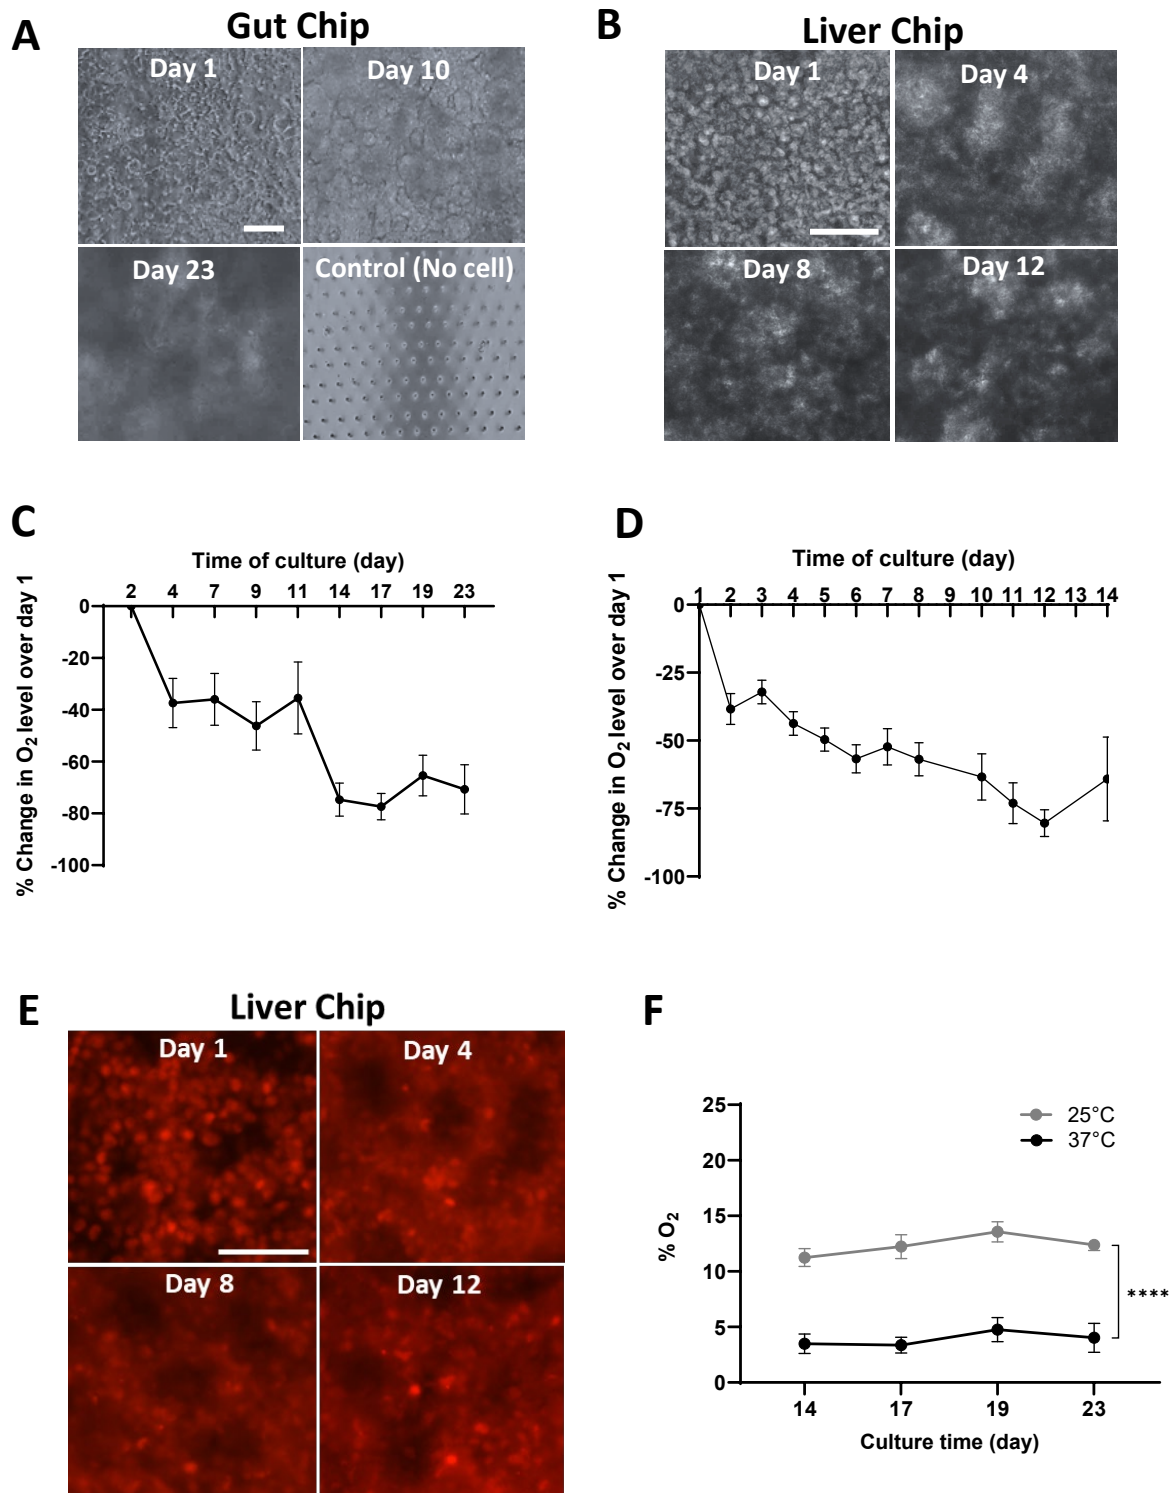 A
Gut Chip
Day 1
Day 10
Day 23
Control (No cell)
B
Liver Chip
Day 1
Day 4
Day 8
Day 12
C
Time of culture (day)
2 4 7 9 11 14 17 19 23
% Change in O₂ level over day 1
0
-20
-40
-60
-80
-100
D
Time of culture (day)
1 2 3 4 5 6 7 8 9 10 11 12 13 14
% Change in O₂ level over day 1
0
-25
-50
-75
-100
E
Liver Chip
Day 1
Day 4
Day 8
Day 12
F
25°C
37°C
% O₂
25
20
15
10
5
0
****
14 17 19 23
Culture time (day)